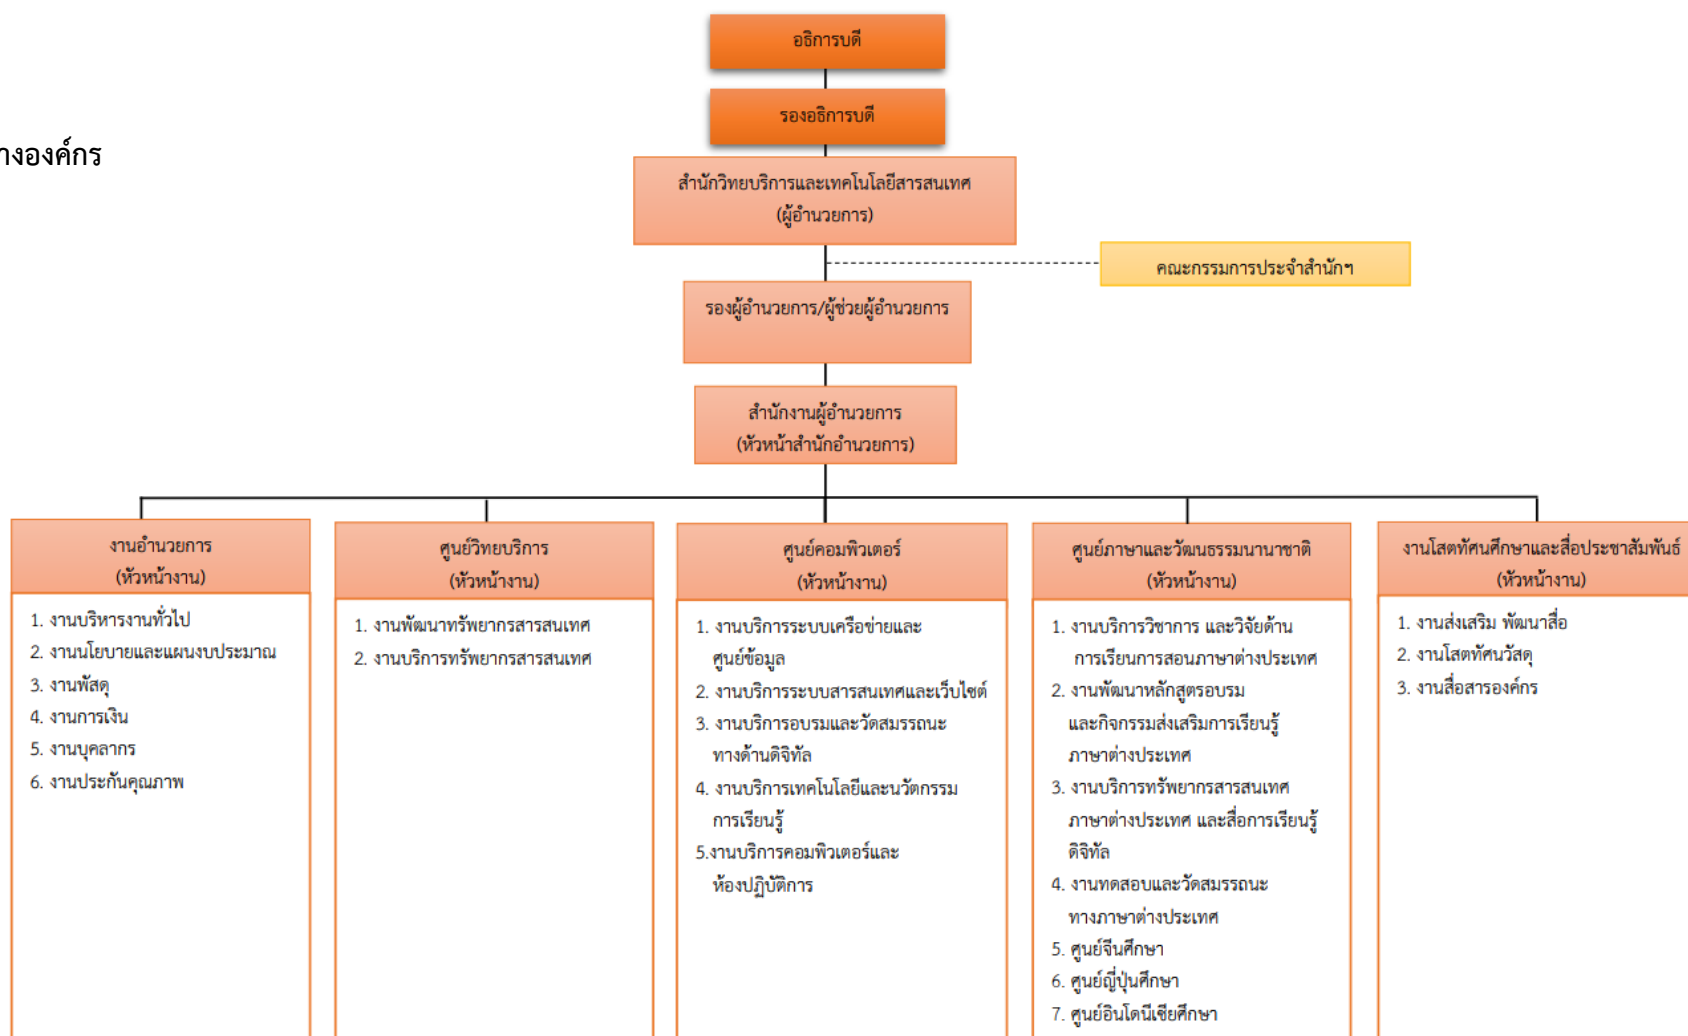 อธิการบดี
รองอธิการบดี
างองค์กร
สำนักวิทยบริการและเทคโนโลยีสารสนเทศ
(ผู้อำนวยการ)
คณะกรรมการประจำสำนักฯ
รองผู้อำนวยการ/ผู้ช่วยผู้อำนวยการ
สำนักงานผู้อำนวยการ
(หัวหน้าสำนักอำนวยการ)
งานอำนวยการ
(หัวหน้างาน)
1. งานบริหารงานทั่วไป
2. งานนโยบายและแผนงบประมาณ
3. งานพัสดุ
4. งานการเงิน
5. งานบุคลากร
6. งานประกันคุณภาพ
ศูนย์วิทยบริการ
(หัวหน้างาน)
1. งานพัฒนาทรัพยากรสารสนเทศ
2. งานบริการทรัพยากรสารสนเทศ
ศูนย์คอมพิวเตอร์
(หัวหน้างาน)
1. งานบริการระบบเครือข่ายและ
ศูนย์ข้อมูล
2. งานบริการระบบสารสนเทศและเว็บไซต์
3. งานบริการอบรมและวัดสมรรถนะ
ทางด้านดิจิทัล
4. งานบริการเทคโนโลยีและนวัตกรรม
การเรียนรู้
5.งานบริการคอมพิวเตอร์และ
ห้องปฏิบัติการ
ศูนย์ภาษาและวัฒนธรรมนานาชาติ
(หัวหน้างาน)
1. งานบริการวิชาการ และวิจัยด้าน
การเรียนการสอนภาษาต่างประเทศ
2. งานพัฒนาหลักสูตรอบรม
และกิจกรรมส่งเสริมการเรียนรู้
ภาษาต่างประเทศ
3. งานบริการทรัพยากรสารสนเทศ
ภาษาต่างประเทศ และสื่อการเรียนรู้
ดิจิทัล
4. งานทดสอบและวัดสมรรถนะ
ทางภาษาต่างประเทศ
5. ศูนย์จีนศึกษา
6. ศูนย์ญี่ปุ่นศึกษา
7. ศูนย์อินโดนีเซียศึกษา
งานโสตทัศนศึกษาและสื่อประชาสัมพันธ์
(หัวหน้างาน)
1. งานส่งเสริม พัฒนาสื่อ
2. งานโสตทัศนวัสดุ
3. งานสื่อสารองค์กร